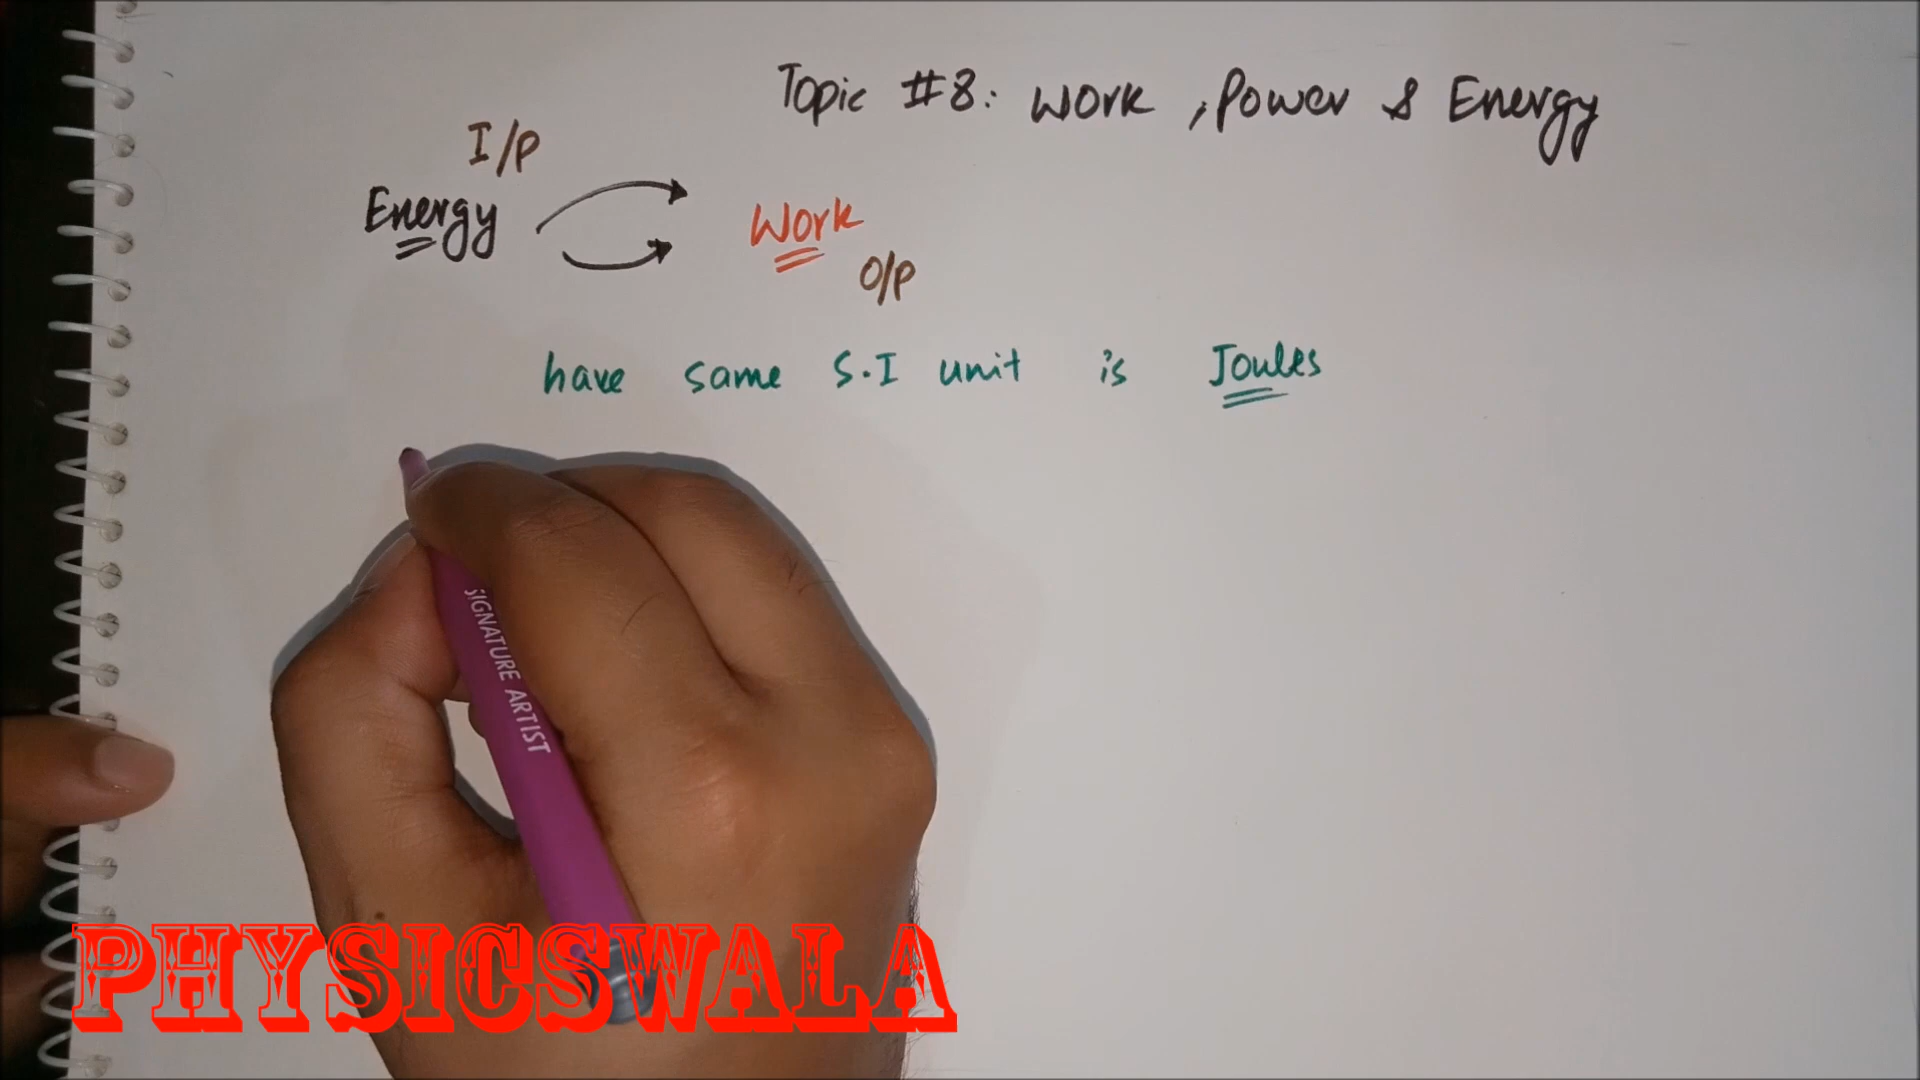 Topic #8: Work, Power & Energy
I/P
Energy
Work
O/P
have same S.I unit is Joules
SIGNATURE ARTIST
PHYSICSWALA